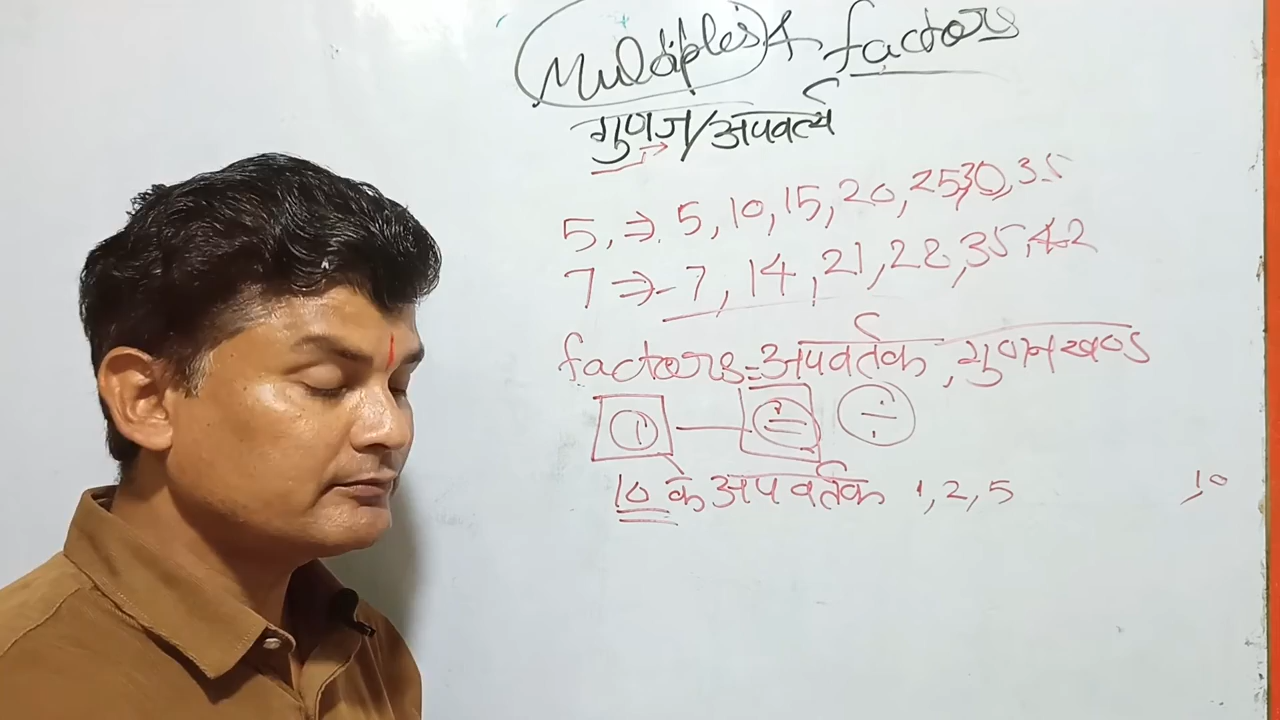 Multiples & factors
गुणज/अपवर्त्य
5, ⇒ 5, 10, 15, 20, 25, 30, 35
7 ⇒ 7, 14, 21, 28, 35, 42
factors = अपवर्तक, गुणनखण्ड
1 — ÷
10 के अपवर्तक 1, 2, 5 , 10